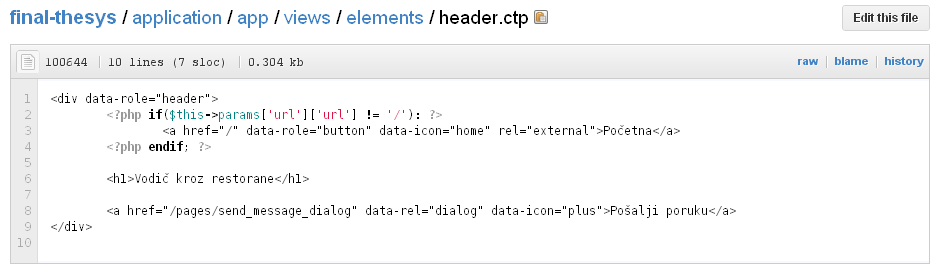 final-thesys / application / app / views / elements / header.ctp Edit this file
100644 | 10 lines (7 sloc) | 0.304 kb raw | blame | history
1 <div data-role="header">
2 <?php if($this->params['url']['url'] != '/'): ?>
3 <a href="/" data-role="button" data-icon="home" rel="external">Početna</a>
4 <?php endif; ?>
5
6 <h1>Vodič kroz restorane</h1>
7
8 <a href="/pages/send_message_dialog" data-rel="dialog" data-icon="plus">Pošalji poruku</a>
9 </div>
10